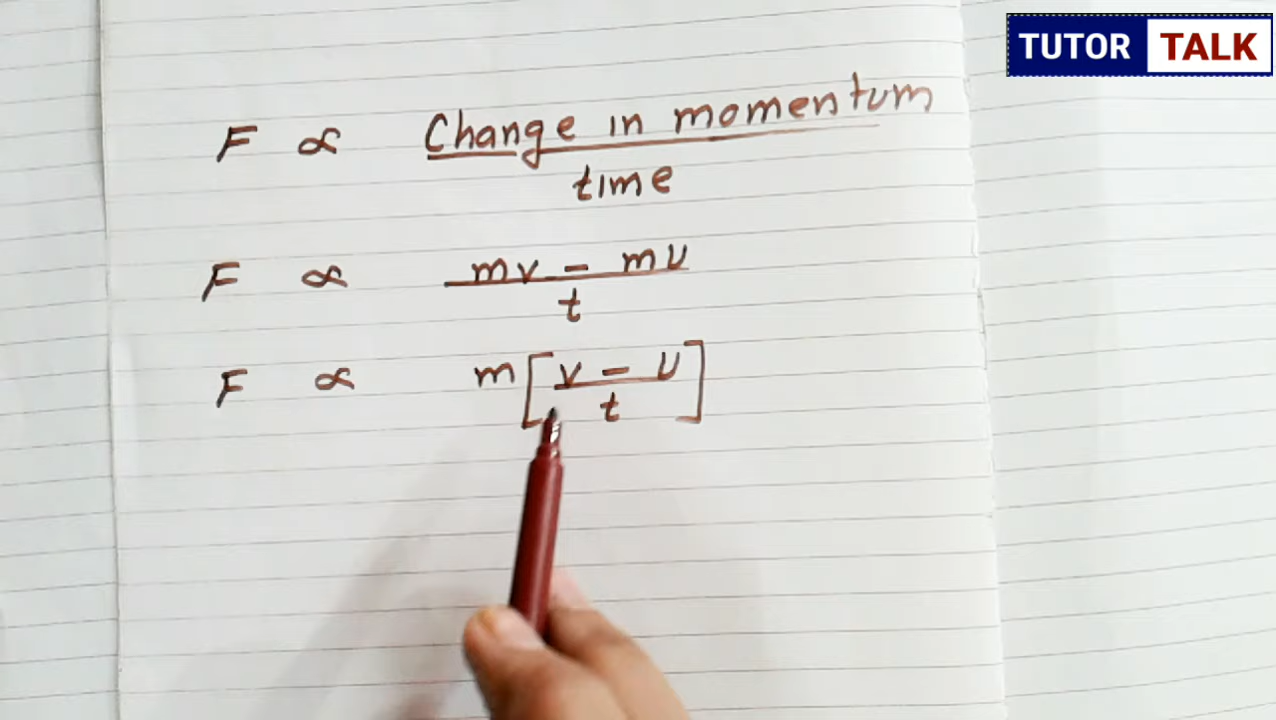 TUTOR TALK
F ∝ Change in momentum / time
F ∝ mv - mu / t
F ∝ m[v - u / t]